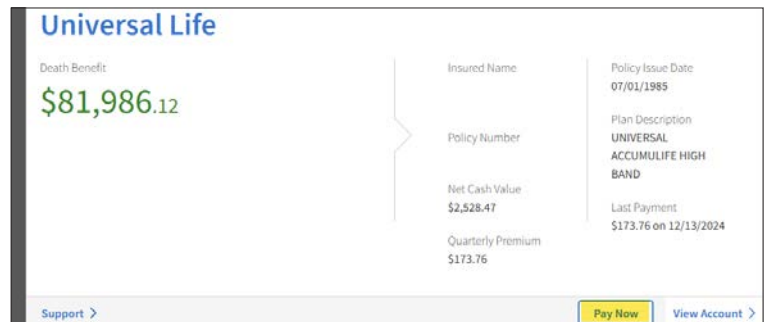 Universal Life
Death Benefit
$81,986.12
Insured Name
Policy Number
Net Cash Value
$2,528.47
Quarterly Premium
$173.76
Policy Issue Date
07/01/1985
Plan Description
UNIVERSAL
ACCUMULIFE HIGH
BAND
Last Payment
$173.76 on 12/13/2024
Support >
Pay Now
View Account >